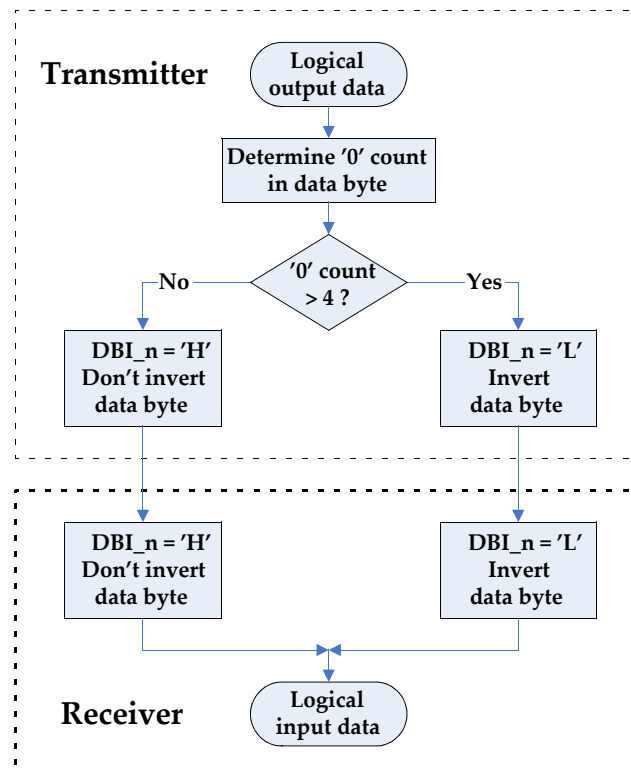 Transmitter
Logical
output data
Determine '0' count
in data byte
'0' count
> 4 ?
No
Yes
DBI_n = 'H'
Don't invert
data byte
DBI_n = 'L'
Invert
data byte
DBI_n = 'H'
Don't invert
data byte
DBI_n = 'L'
Invert
data byte
Receiver
Logical
input data